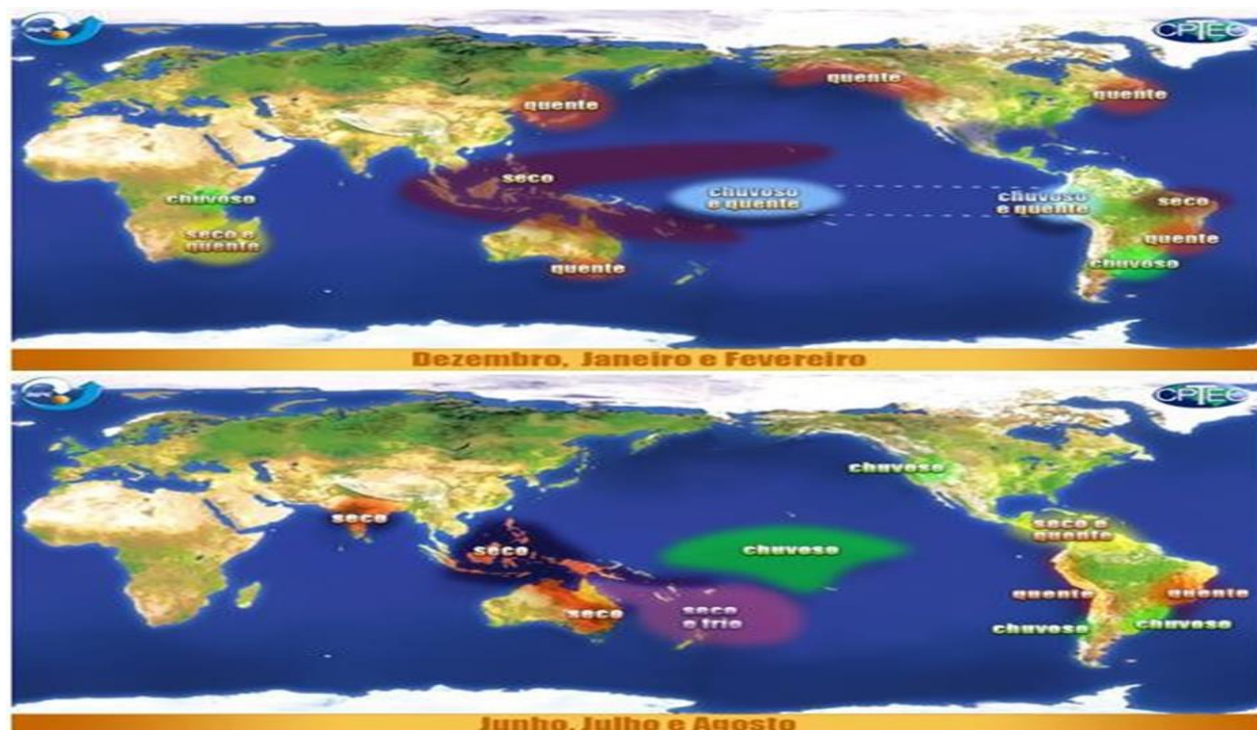 CPTEC
quente
quente
quente
seco
chuvoso
e quente
chuvoso
e quente
seco
chuvoso
seco e
quente
quente
quente
chuvoso
Dezembro, Janeiro e Fevereiro
CPTEC
chuvoso
seco
seco
chuvoso
seco e
quente
seco
seco
e frio
quente
quente
chuvoso
chuvoso
Junho, Julho e Agosto